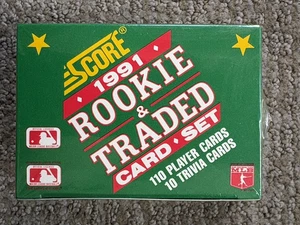 SCORE®
1991
ROOKIE
&
TRADED
CARD • SET
110 PLAYER CARDS
10 TRIVIA CARDS